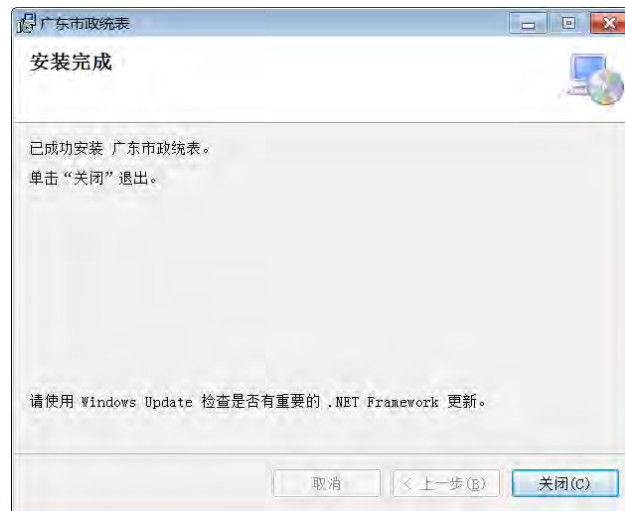 广东市政统表
安装完成
已成功安装 广东市政统表。
单击“关闭”退出。
请使用 Windows Update 检查是否有重要的 .NET Framework 更新。
取消
< 上一步(B)
关闭(C)